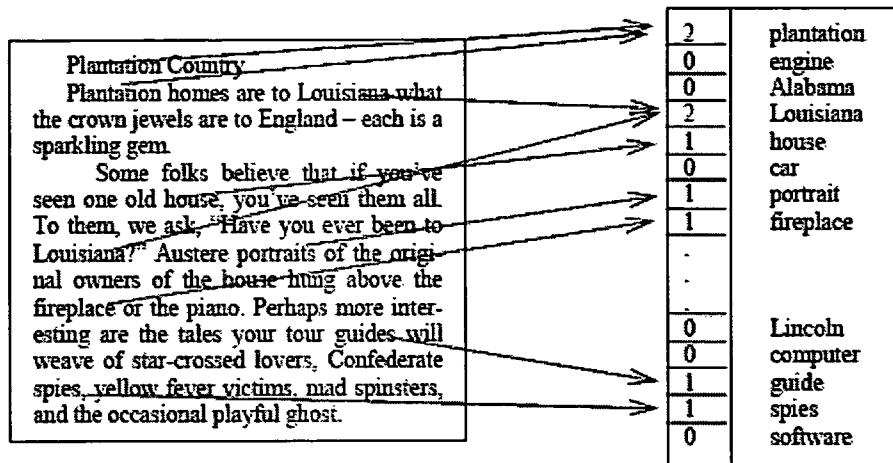 Plantation Country
Plantation homes are to Louisiana what
the crown jewels are to England – each is a
sparkling gem.
Some folks believe that if you've
seen one old house, you've seen them all.
To them, we ask, "Have you ever been to
Louisiana?" Austere portraits of the origi-
nal owners of the house hung above the
fireplace or the piano. Perhaps more inter-
esting are the tales your tour guides will
weave of star-crossed lovers, Confederate
spies, yellow fever victims, mad spinsters,
and the occasional playful ghost.
2 plantation
0 engine
0 Alabama
2 Louisiana
1 house
0 car
1 portrait
1 fireplace
.
.
.
0 Lincoln
0 computer
1 guide
1 spies
0 software